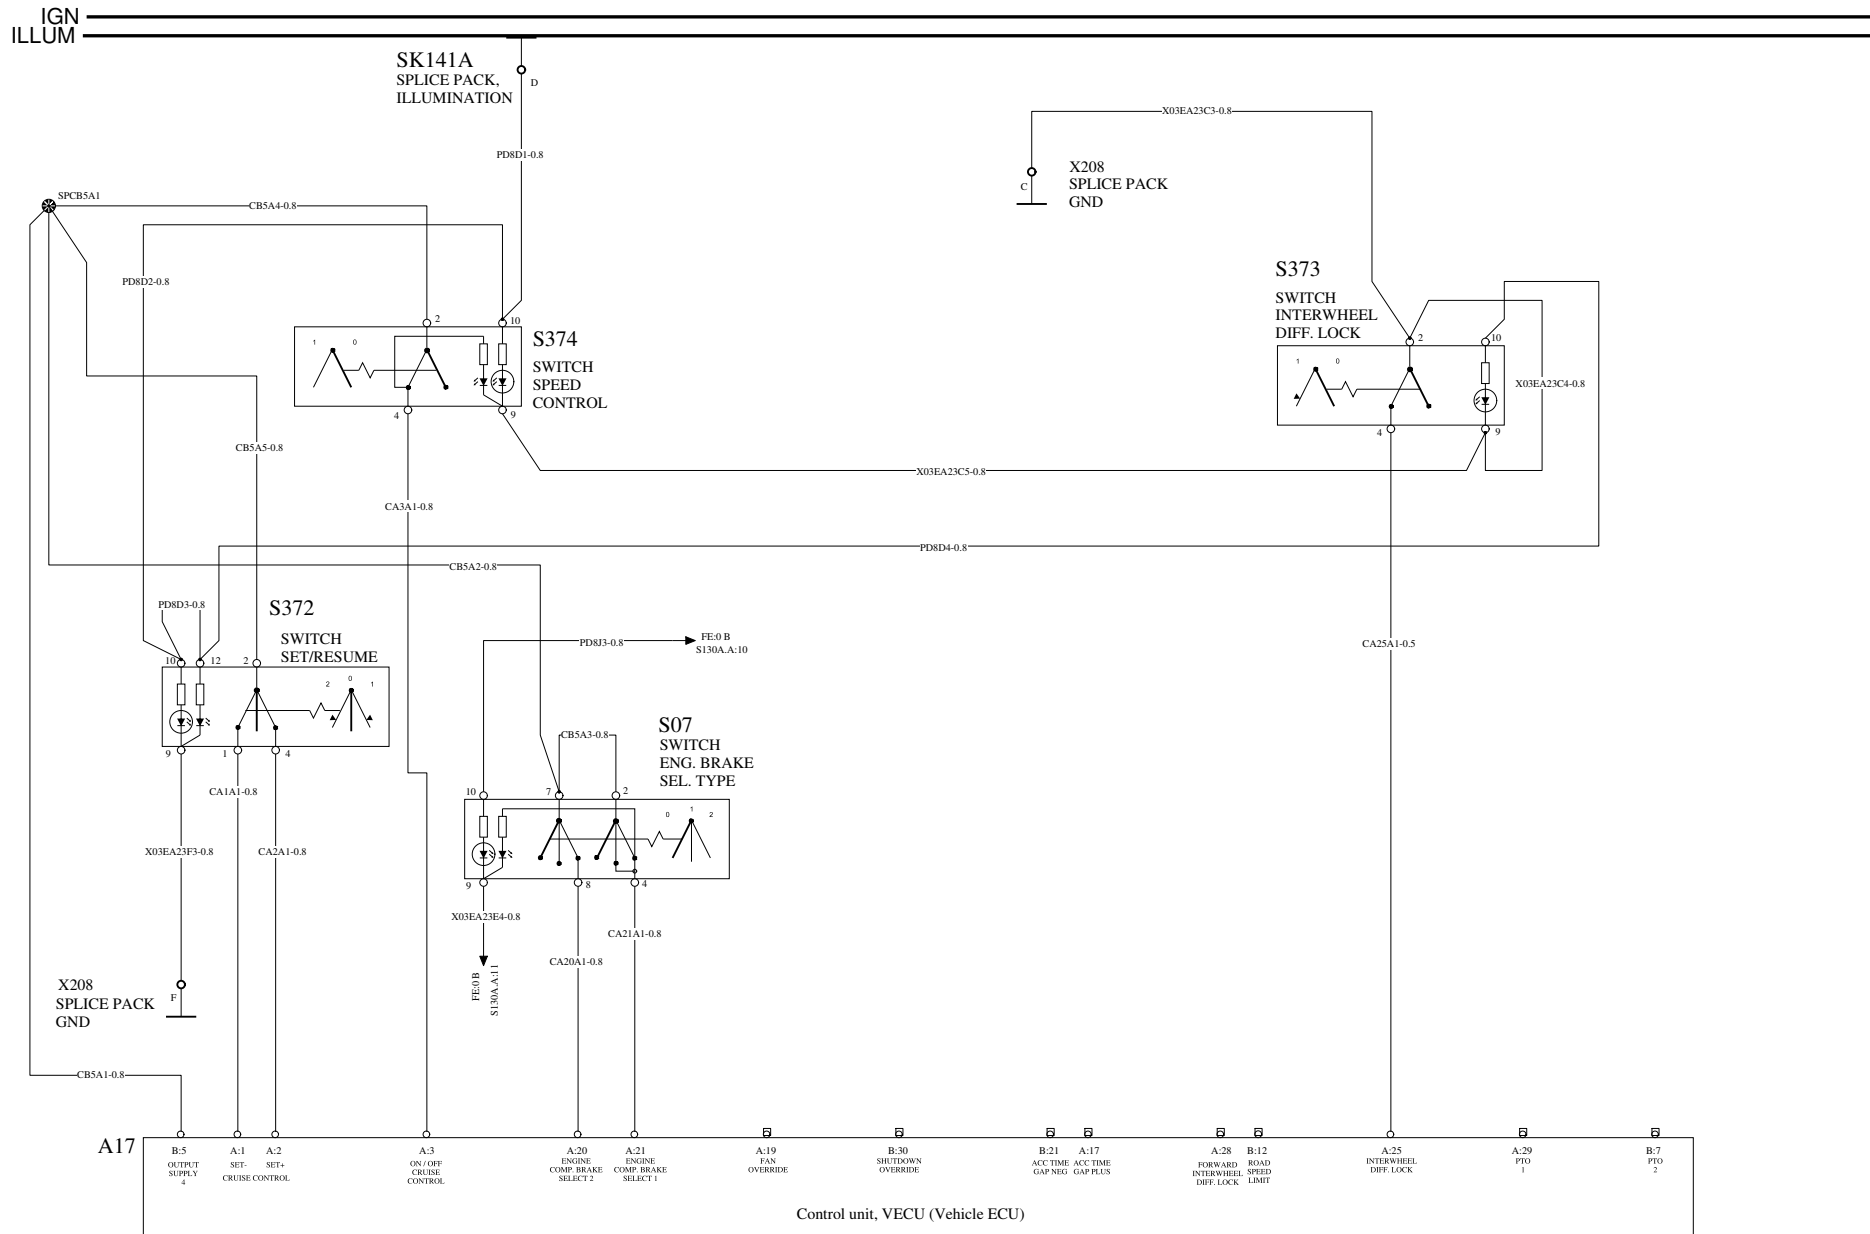 IGN
ILLUM
SK141A
SPLICE PACK,
ILLUMINATION
D
PD8D1-0.8
X03EA23C3-0.8
X208
SPLICE PACK
GND
C
SPCB5A1
CB5A4-0.8
PD8D2-0.8
S373
SWITCH
INTERWHEEL
DIFF. LOCK
2
10
1
0
X03EA23C4-0.8
4
9
2
10
S374
SWITCH
SPEED
CONTROL
1
0
4
9
CB5A5-0.8
X03EA23C5-0.8
CA3A1-0.8
PD8D4-0.8
CB5A2-0.8
PD8D3-0.8
S372
SWITCH
SET/RESUME
10
12
2
2
0
1
9
1
4
PD8J3-0.8
FE:0 B
S130A.A:10
CA25A1-0.5
S07
SWITCH
ENG. BRAKE
SEL. TYPE
CB5A3-0.8
10
7
2
0
1
2
9
8
4
CA1A1-0.8
X03EA23F3-0.8
CA2A1-0.8
X03EA23E4-0.8
CA21A1-0.8
CA20A1-0.8
FE:0 B
S130A.A:11
X208
SPLICE PACK
GND
F
CB5A1-0.8
A17
B:5
OUTPUT
SUPPLY
4
A:1
SET-
A:2
SET+
CRUISE CONTROL
A:3
ON / OFF
CRUISE
CONTROL
A:20
ENGINE
COMP. BRAKE
SELECT 2
A:21
ENGINE
COMP. BRAKE
SELECT 1
A:19
FAN
OVERRIDE
B:30
SHUTDOWN
OVERRIDE
B:21
ACC TIME
GAP NEG
A:17
ACC TIME
GAP PLUS
A:28
FORWARD
INTERWHEEL
DIFF. LOCK
B:12
ROAD
SPEED
LIMIT
A:25
INTERWHEEL
DIFF. LOCK
A:29
PTO
1
B:7
PTO
2
Control unit, VECU (Vehicle ECU)